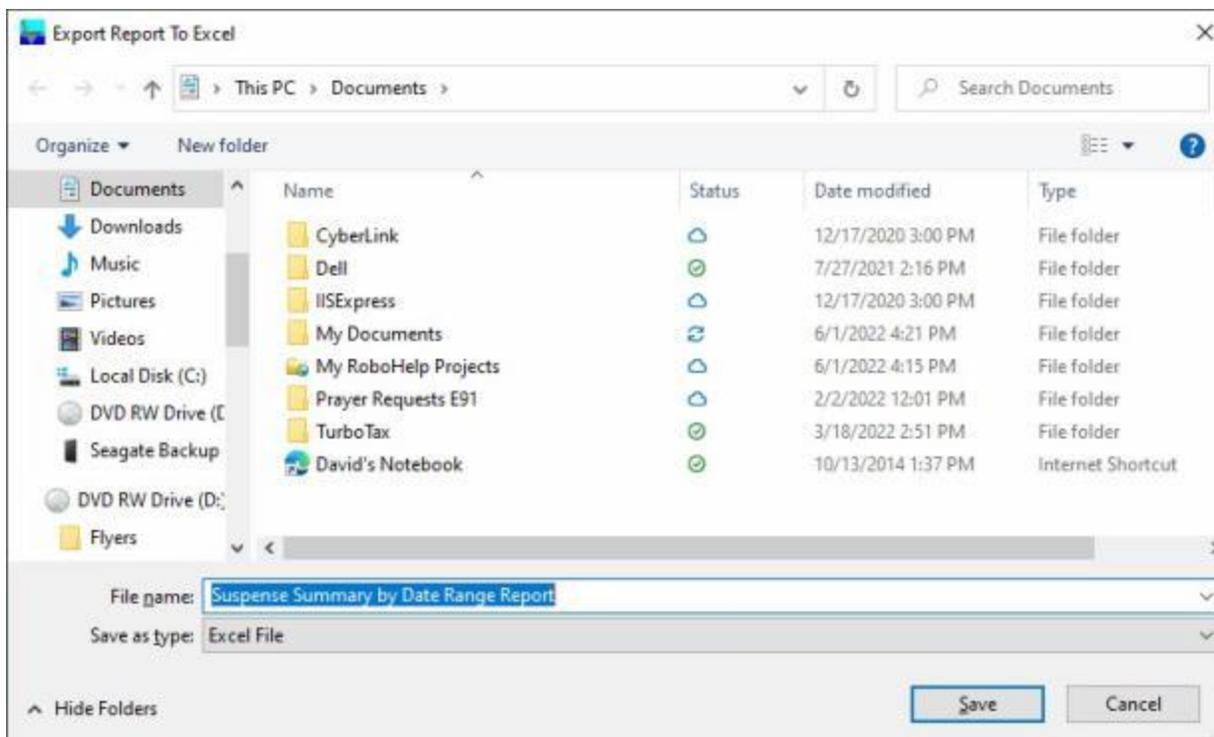 Export Report To Excel
This PC > Documents >
Search Documents
Organize
New folder
Name
Status
Date modified
Type
Documents
Downloads
Music
Pictures
Videos
Local Disk (C:)
DVD RW Drive (D
Seagate Backup
DVD RW Drive (D:)
Flyers
CyberLink 12/17/2020 3:00 PM File folder
Dell 7/27/2021 2:16 PM File folder
IISExpress 12/17/2020 3:00 PM File folder
My Documents 6/1/2022 4:21 PM File folder
My RoboHelp Projects 6/1/2022 4:15 PM File folder
Prayer Requests E91 2/2/2022 12:01 PM File folder
TurboTax 3/18/2022 2:51 PM File folder
David's Notebook 10/13/2014 1:37 PM Internet Shortcut
File name: Suspense Summary by Date Range Report
Save as type: Excel File
Hide Folders
Save
Cancel